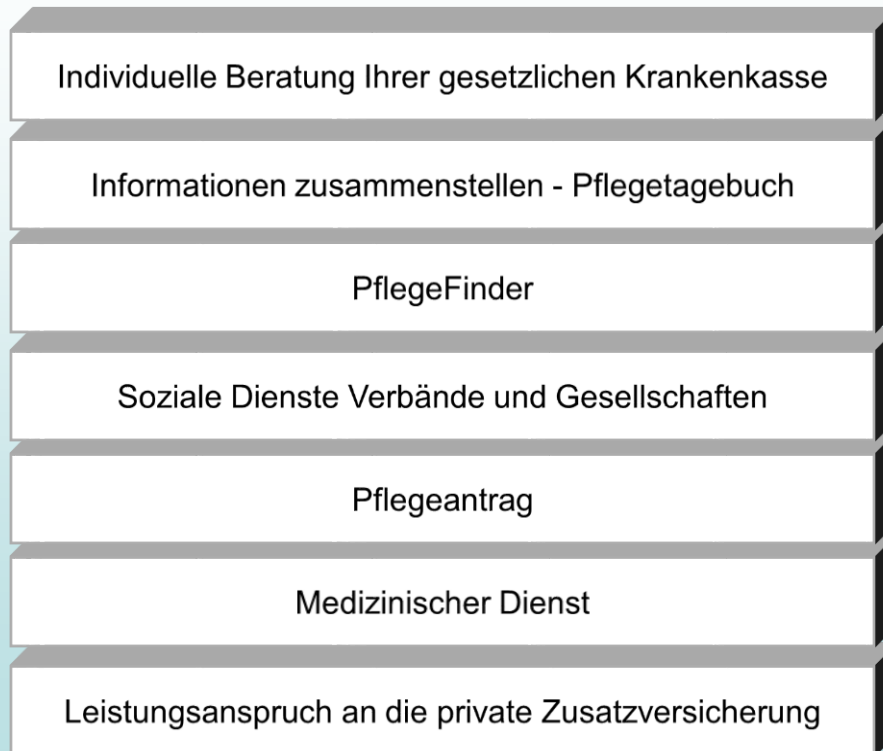 Individuelle Beratung Ihrer gesetzlichen Krankenkasse
Informationen zusammenstellen - Pflegetagebuch
PflegeFinder
Soziale Dienste Verbände und Gesellschaften
Pflegeantrag
Medizinischer Dienst
Leistungsanspruch an die private Zusatzversicherung